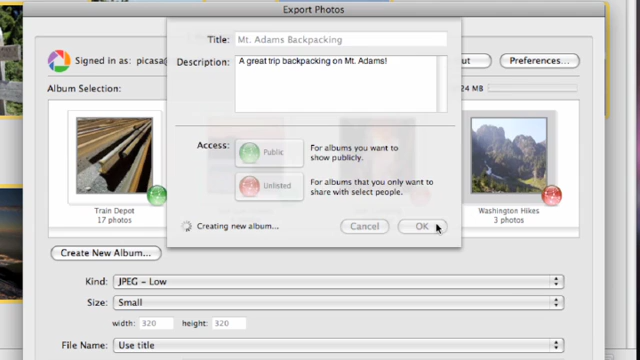 Export Photos
Title: Mt. Adams Backpacking
Signed in as: picasa
Description: A great trip backpacking on Mt. Adams!
Preferences...
Album Selection:
24 MB
Access: Public
For albums you want to
show publicly.
Unlisted
For albums that you only want to
share with select people.
Train Depot
17 photos
Washington Hikes
3 photos
Creating new album...
Cancel
OK
Create New Album...
Kind: JPEG – Low
Size: Small
width: 320 height: 320
File Name: Use title